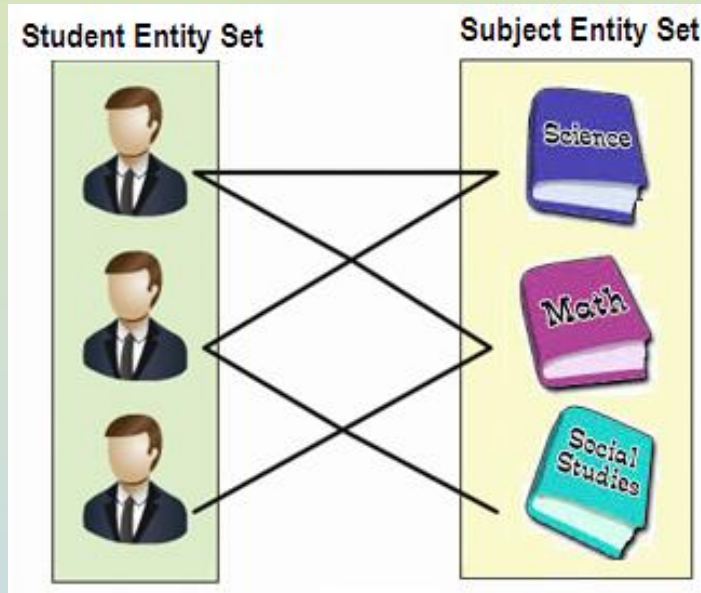 Student Entity Set
Subject Entity Set
Science
Math
Social
Studies